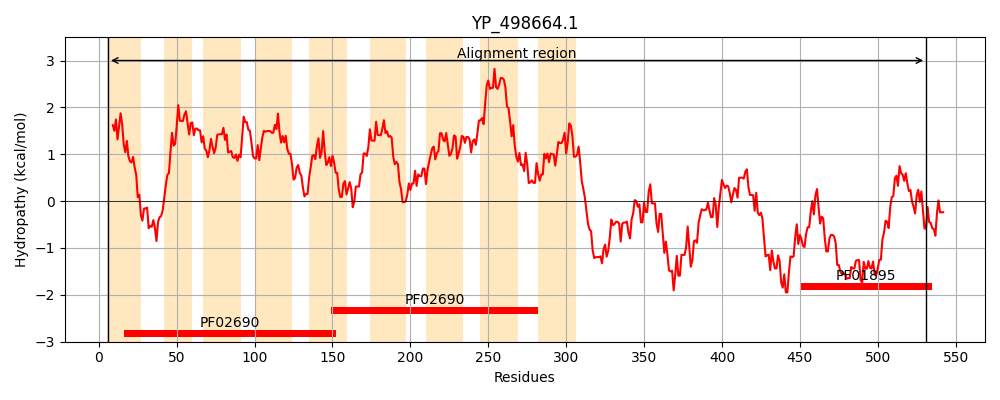 YP_498664.1
Alignment region
Hydropathy (kcal/mol)
3
2
1
0
−1
−2
−3
PF01895
PF02690
PF02690
0 50 100 150 200 250 300 350 400 450 500 550
Residues